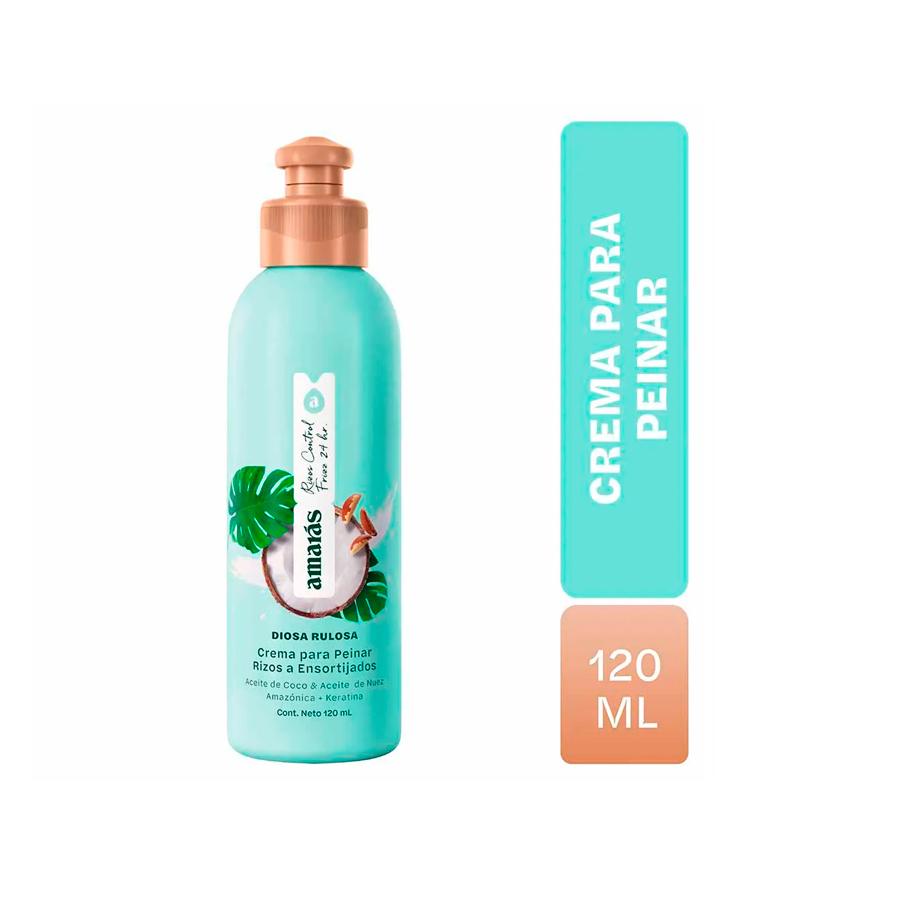 a
Rizos Control
Frizz 24 hr.
amarás
DIOSA RULOSA
Crema para Peinar
Rizos a Ensortijados
Aceite de Coco & Aceite de Nuez
Amazónica + Keratina
Cont. Neto 120 mL
CREMA PARA
PEINAR
120
ML